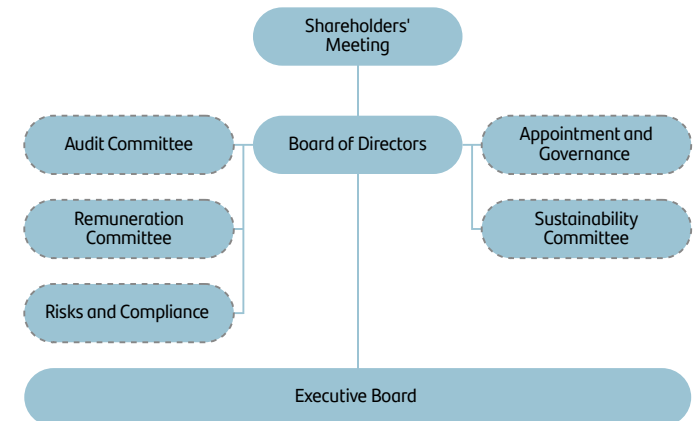 Shareholders'
Meeting
Audit Committee
Board of Directors
Appointment and
Governance
Remuneration
Committee
Sustainability
Committee
Risks and Compliance
Executive Board